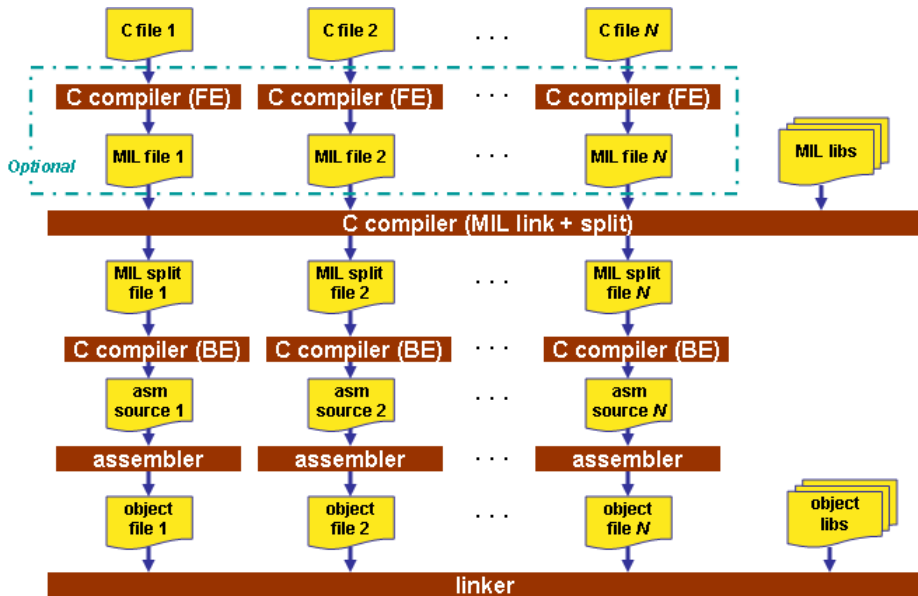 C file 1
C file 2
. . .
C file N
C compiler (FE)
C compiler (FE)
. . .
C compiler (FE)
Optional
MIL file 1
MIL file 2
. . .
MIL file N
MIL libs
C compiler (MIL link + split)
MIL split
file 1
MIL split
file 2
. . .
MIL split
file N
C compiler (BE)
C compiler (BE)
. . .
C compiler (BE)
asm
source 1
asm
source 2
. . .
asm
source N
assembler
assembler
. . .
assembler
object
file 1
object
file 2
. . .
object
file N
object
libs
linker